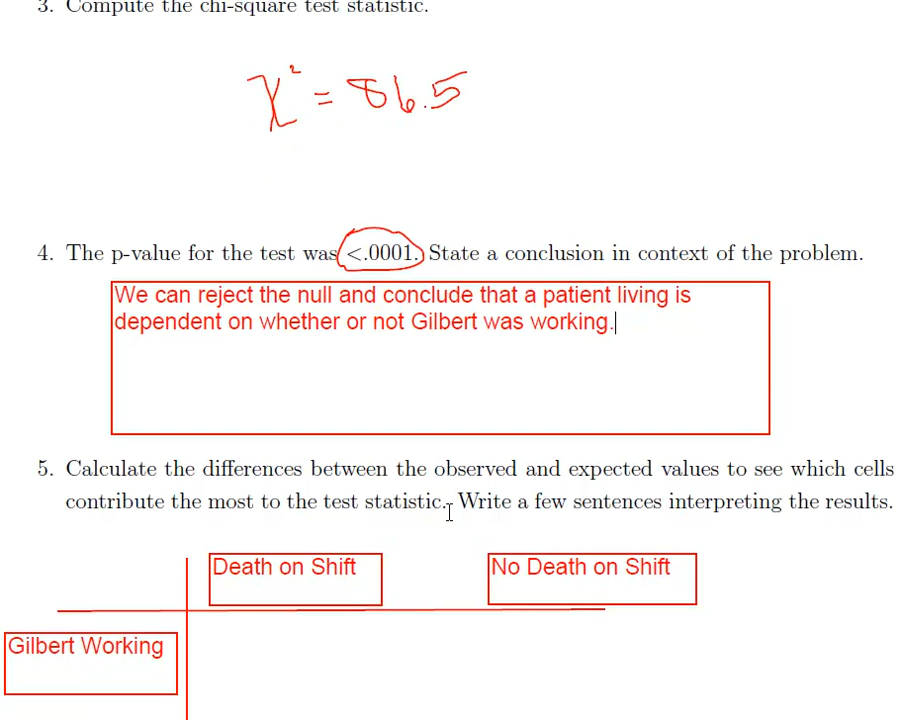 3. Compute the chi-square test statistic.
χ² = 86.5
4. The p-value for the test was <.0001. State a conclusion in context of the problem.
We can reject the null and conclude that a patient living is
dependent on whether or not Gilbert was working.
5. Calculate the differences between the observed and expected values to see which cells
contribute the most to the test statistic. Write a few sentences interpreting the results.
Death on Shift No Death on Shift
Gilbert Working